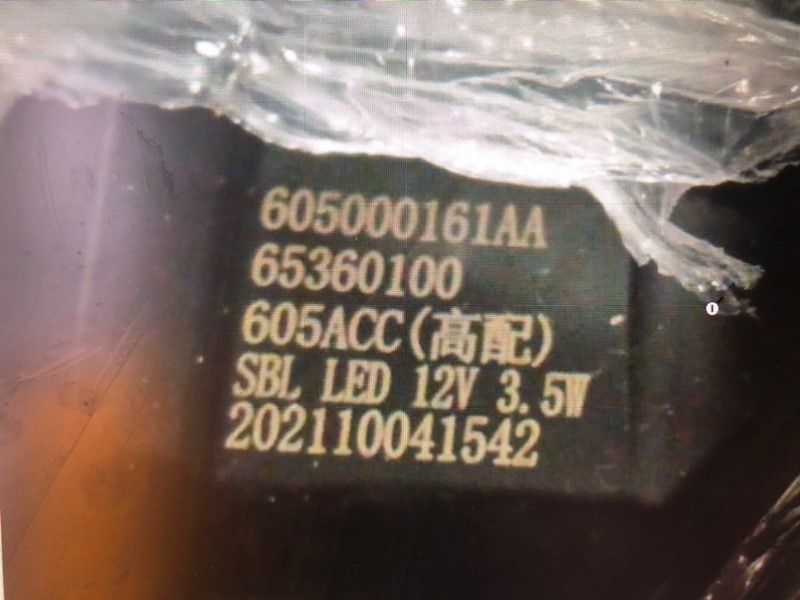 605000161AA
65360100
605ACC(高配)
SBL LED 12V 3.5W
202110041542